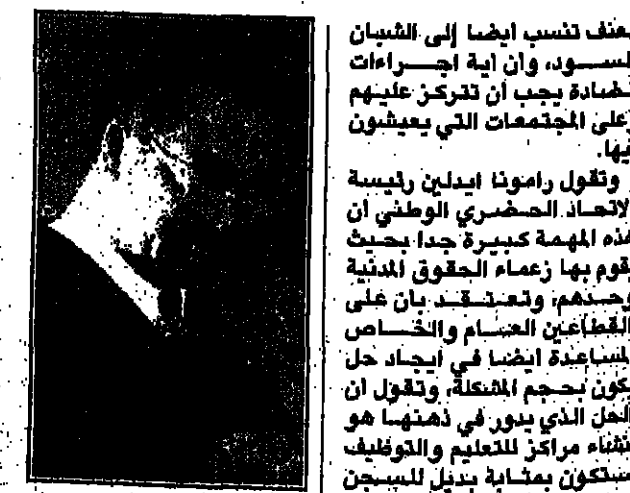 بعنف تنسب ايضا إلى الشبان
السود، وان اية اجراءات
مضادة يجب ان تتركز عليهم
وعلى المجتمعات التي يعيشون
فيها.
وتقول رامونا ايدلين رئيسة
الاتحاد الحضري الوطني ان
هذه المهمة كبيرة جدا بحيث
يقوم بها زعماء الحقوق المدنية
وحدهم، وتعتقد بان على
القطاعين العام والخاص
المساعدة ايضا في ايجاد حل
يكون بحجم المشكلة، وتقول ان
الحل الذي يدور في ذهنها هو
انشاء مراكز للتعليم والتوظيف
ستكون بمثابة بديل للسجن